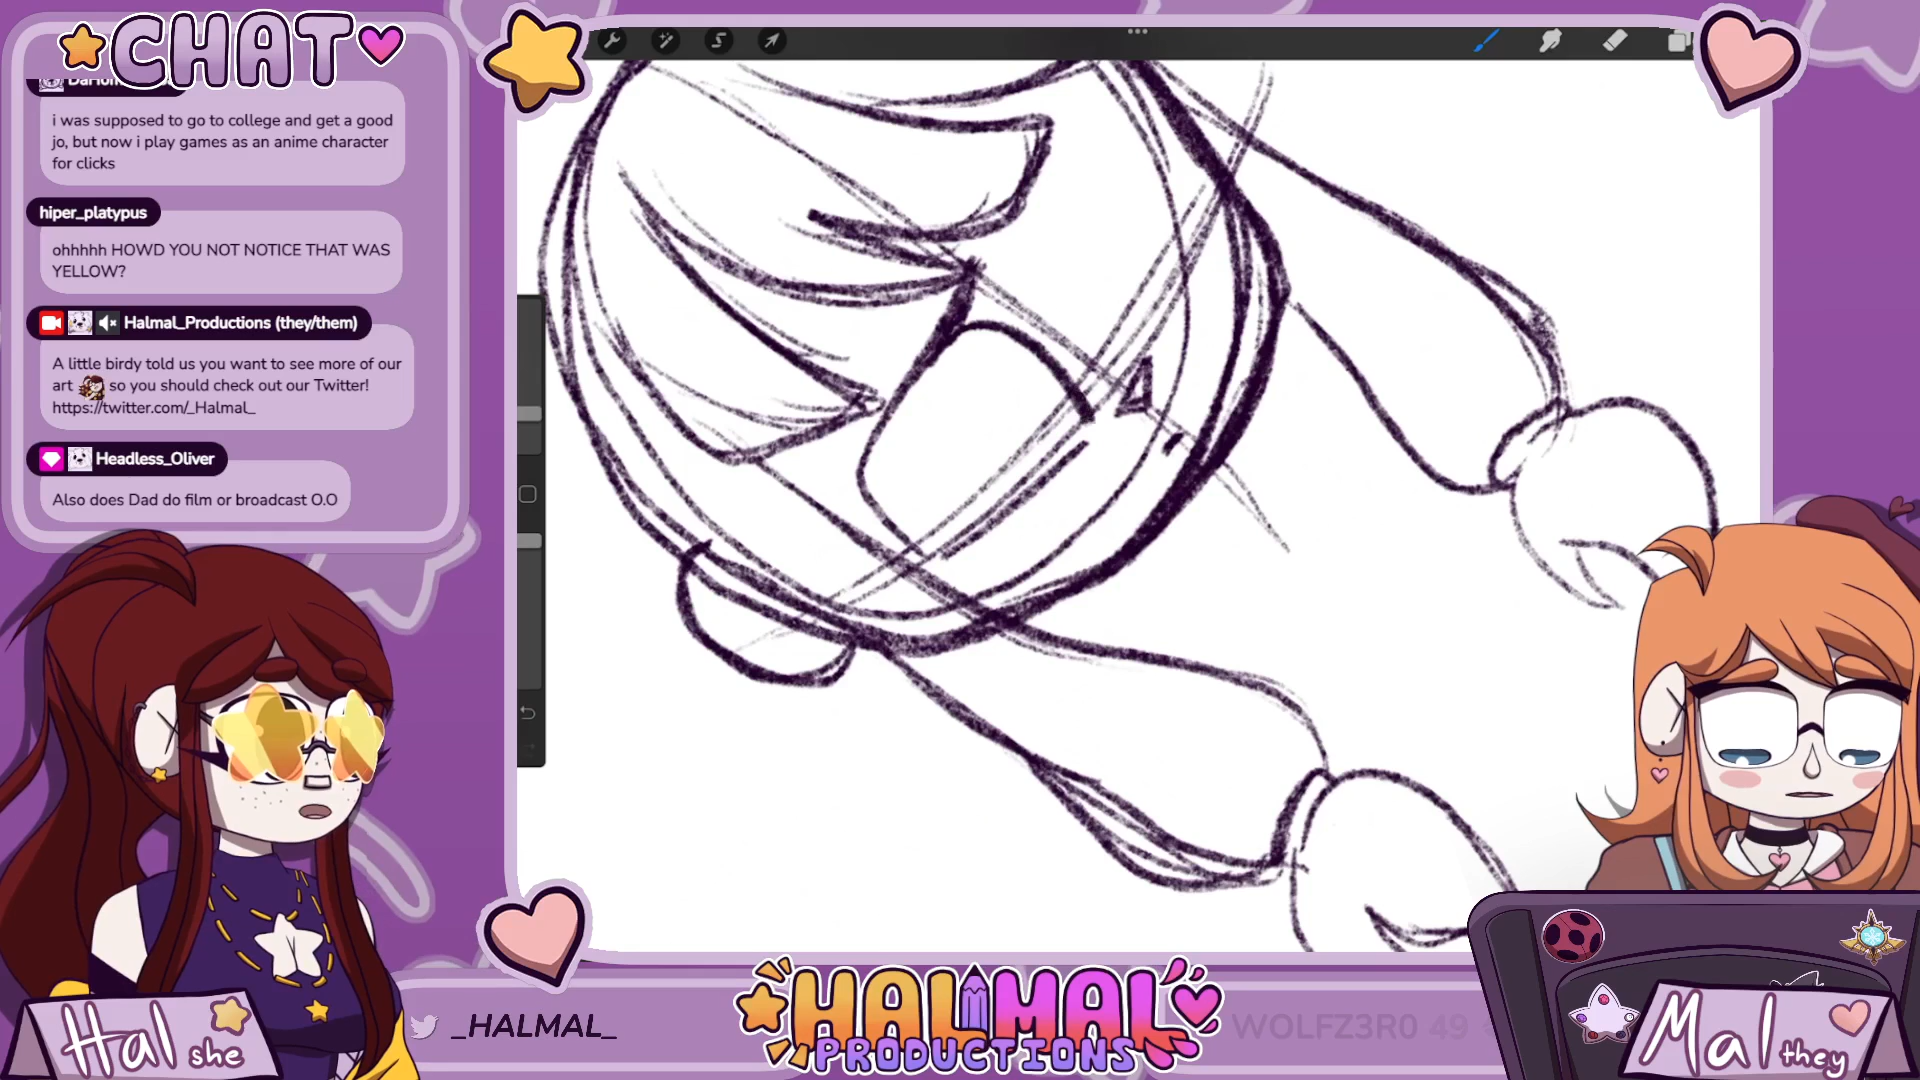 CHAT
i was supposed to go to college and get a good
jo, but now i play games as an anime character
for clicks
hiper_platypus
ohhhhh HOWD YOU NOT NOTICE THAT WAS
YELLOW?
Halmal_Productions (they/them)
A little birdy told us you want to see more of our
art so you should check out our Twitter!
https://twitter.com/_Halmal_
Headless_Oliver
Also does Dad do film or broadcast O.O
Hal she
_HALMAL_
HALMAL
PRODUCTIONS
WOLFZ3R0 49
Mal they